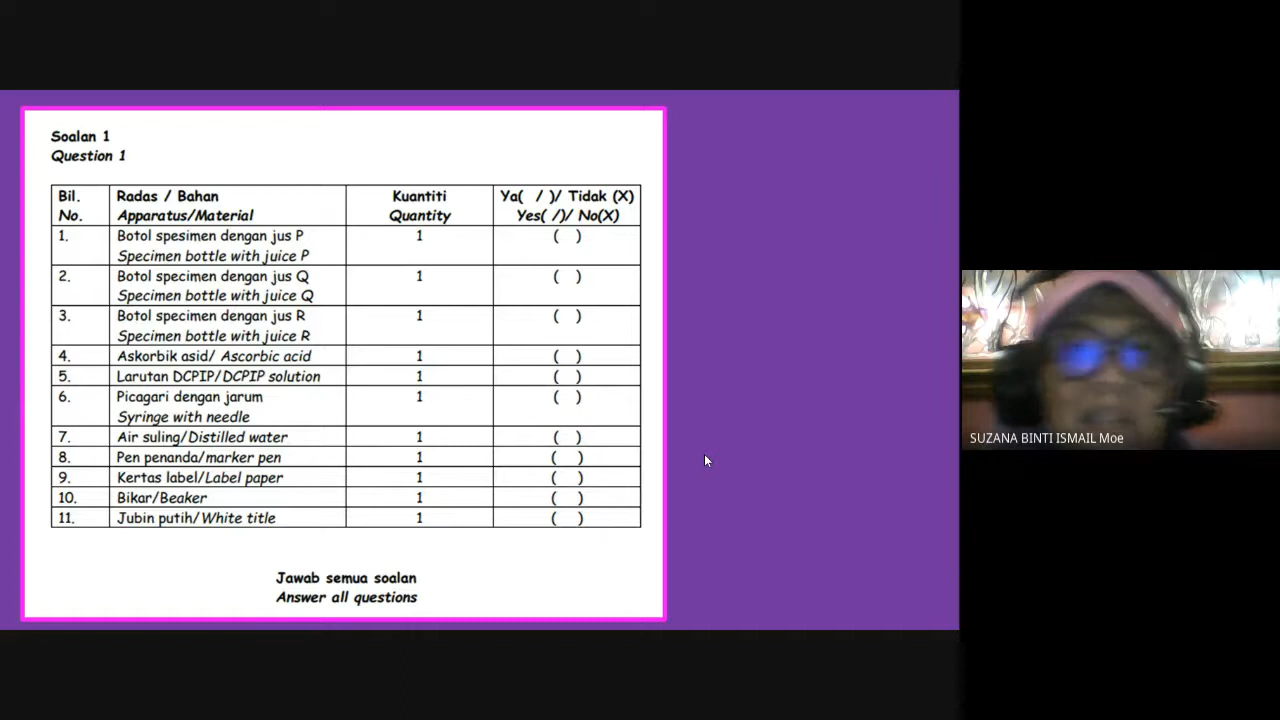 Soalan 1
Question 1
Bil. Radas / Bahan Kuantiti Ya( / )/ Tidak (X)
No. Apparatus/Material Quantity Yes( /)/ No(X)
1. Botol spesimen dengan jus P 1 ( )
Specimen bottle with juice P
2. Botol specimen dengan jus Q 1 ( )
Specimen bottle with juice Q
3. Botol specimen dengan jus R 1 ( )
Specimen bottle with juice R
4. Askorbik asid/ Ascorbic acid 1 ( )
5. Larutan DCPIP/DCPIP solution 1 ( )
6. Picagari dengan jarum 1 ( )
Syringe with needle
7. Air suling/Distilled water 1 ( )
8. Pen penanda/marker pen 1 ( )
9. Kertas label/Label paper 1 ( )
10. Bikar/Beaker 1 ( )
11. Jubin putih/White title 1 ( )
Jawab semua soalan
Answer all questions
SUZANA BINTI ISMAIL Moe